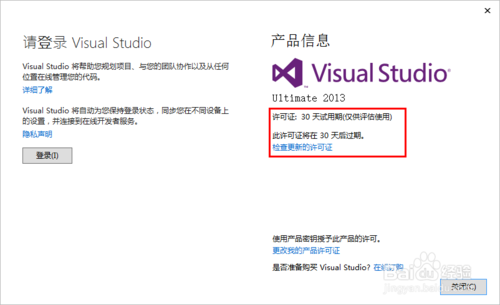 请登录 Visual Studio
Visual Studio 将帮助您规划项目、与您的团队协作以及从任何
位置在线管理您的代码。
详细了解
Visual Studio 将自动为您保持登录状态，同步您在不同设备上
的设置，并连接到在线开发者服务。
隐私声明
登录(I)
产品信息
Visual Studio
Ultimate 2013
许可证: 30 天试用期(仅供评估使用)
此许可证将在 30 天后过期。
检查更新的许可证
使用产品密钥授予此产品的许可。
更改我的产品许可证
是否准备购买 Visual Studio? 在线订购
关闭(C)
Baidu 经验
jingyan.baidu.com